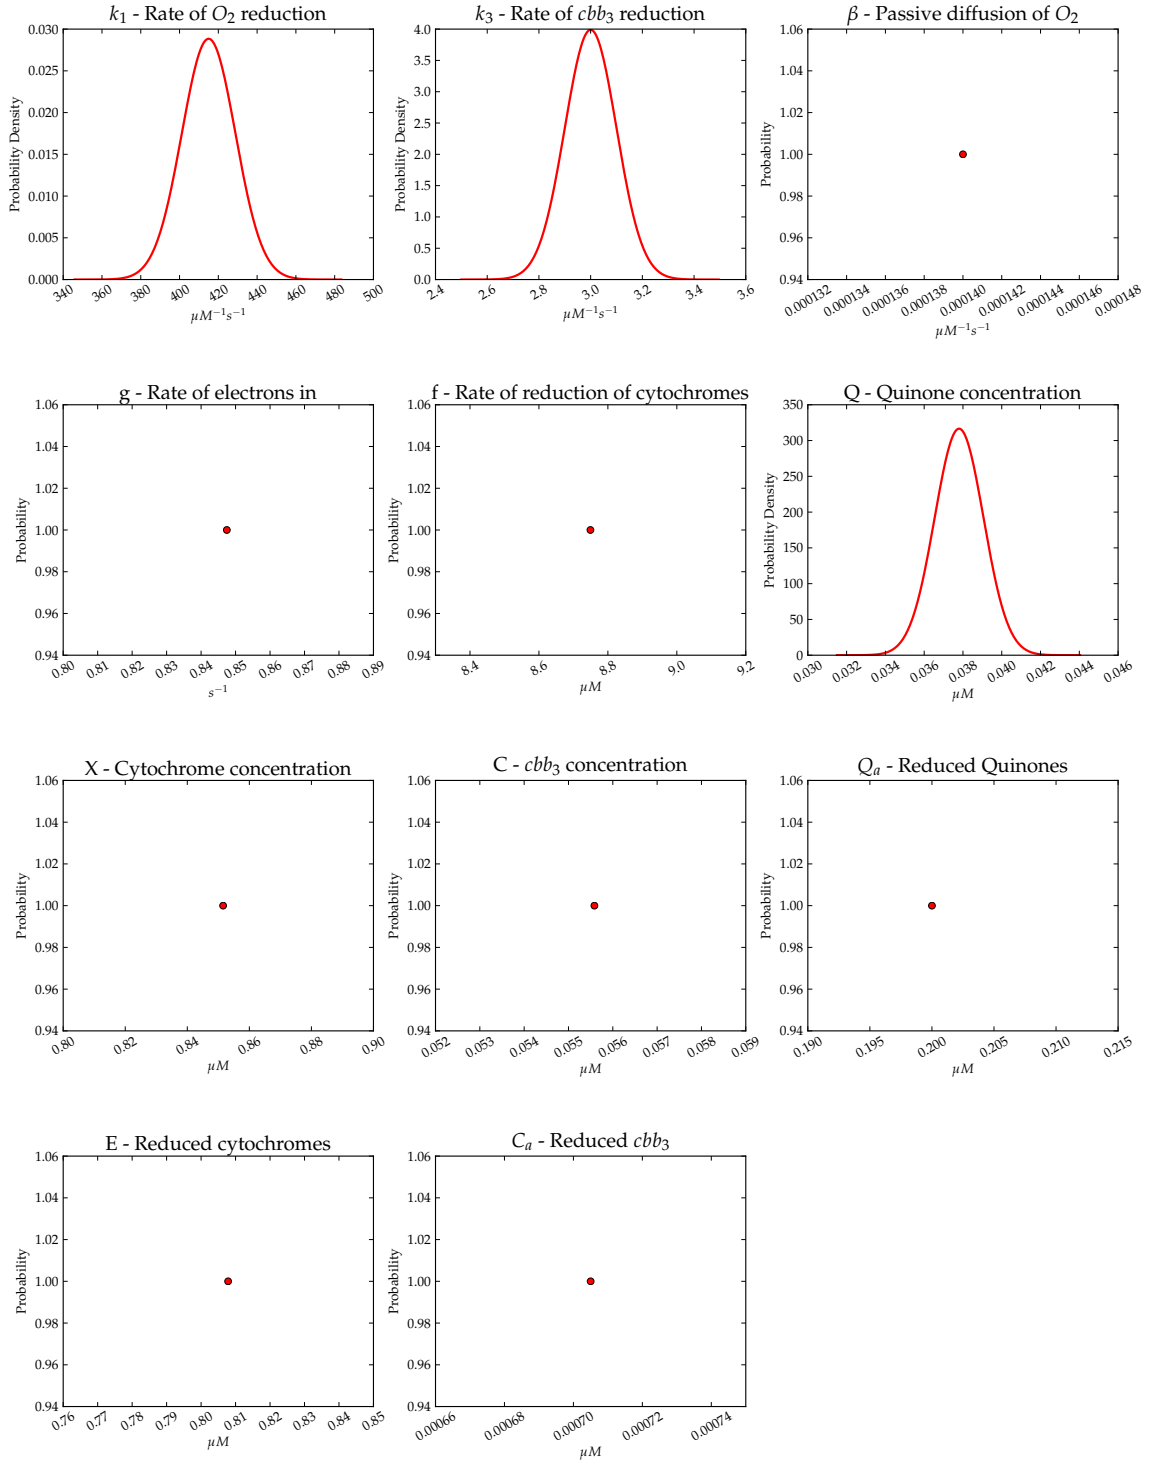 k₁ - Rate of O₂ reduction
0.030
0.025
0.020
0.015
0.010
0.005
0.000
Probability Density
340 360 380 400 420 440 460 480 500
μM⁻¹s⁻¹
k₃ - Rate of cbb₃ reduction
4.0
3.5
3.0
2.5
2.0
1.5
1.0
0.5
0.0
Probability Density
2.4 2.6 2.8 3.0 3.2 3.4 3.6
μM⁻¹s⁻¹
β - Passive diffusion of O₂
1.06
1.04
1.02
1.00
0.98
0.96
0.94
Probability
0.000132 0.000134 0.000136 0.000138 0.000140 0.000142 0.000144 0.000146 0.000148
μM⁻¹s⁻¹
g - Rate of electrons in
1.06
1.04
1.02
1.00
0.98
0.96
0.94
Probability
0.80 0.81 0.82 0.83 0.84 0.85 0.86 0.87 0.88 0.89
s⁻¹
f - Rate of reduction of cytochromes
1.06
1.04
1.02
1.00
0.98
0.96
0.94
Probability
8.4 8.6 8.8 9.0 9.2
μM
Q - Quinone concentration
350
300
250
200
150
100
50
0
Probability Density
0.030 0.032 0.034 0.036 0.038 0.040 0.042 0.044 0.046
μM
X - Cytochrome concentration
1.06
1.04
1.02
1.00
0.98
0.96
0.94
Probability
0.80 0.82 0.84 0.86 0.88 0.90
μM
C - cbb₃ concentration
1.06
1.04
1.02
1.00
0.98
0.96
0.94
Probability
0.052 0.053 0.054 0.055 0.056 0.057 0.058 0.059
μM
Qₐ - Reduced Quinones
1.06
1.04
1.02
1.00
0.98
0.96
0.94
Probability
0.190 0.195 0.200 0.205 0.210 0.215
μM
E - Reduced cytochromes
1.06
1.04
1.02
1.00
0.98
0.96
0.94
Probability
0.76 0.77 0.78 0.79 0.80 0.81 0.82 0.83 0.84 0.85
μM
Cₐ - Reduced cbb₃
1.06
1.04
1.02
1.00
0.98
0.96
0.94
Probability
0.00066 0.00068 0.00070 0.00072 0.00074
μM